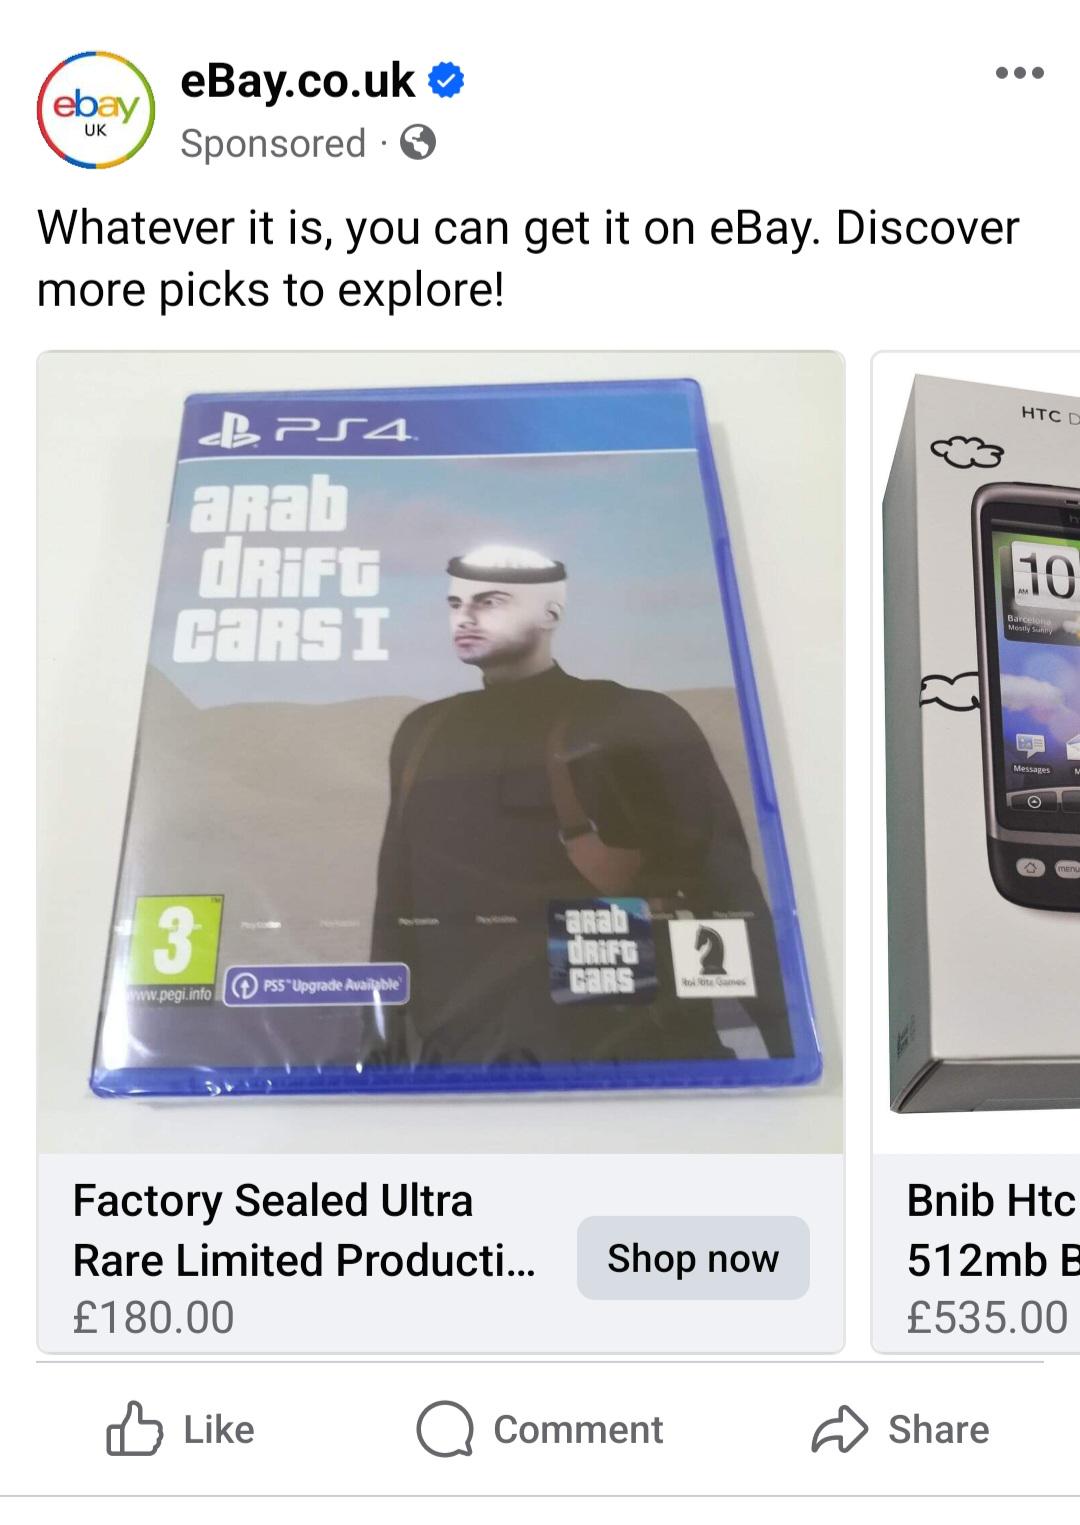 ebay
UK
eBay.co.uk
Sponsored ·
Whatever it is, you can get it on eBay. Discover
more picks to explore!
PS4
arab
drift
cars I
3
www.pegi.info
PS5 Upgrade Available
arab
drift
cars
HTC D
10
AM
Barcelona
Mostly Sunny
Messages
M
menu
Factory Sealed Ultra
Rare Limited Producti...
£180.00
Shop now
Bnib Htc
512mb B
£535.00
Like
Comment
Share